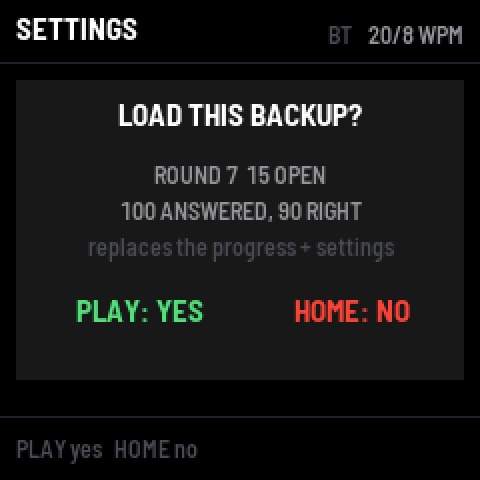 SETTINGS
BT 20/8 WPM
LOAD THIS BACKUP?
ROUND 7 15 OPEN
100 ANSWERED, 90 RIGHT
replaces the progress + settings
PLAY: YES HOME: NO
PLAY yes HOME no